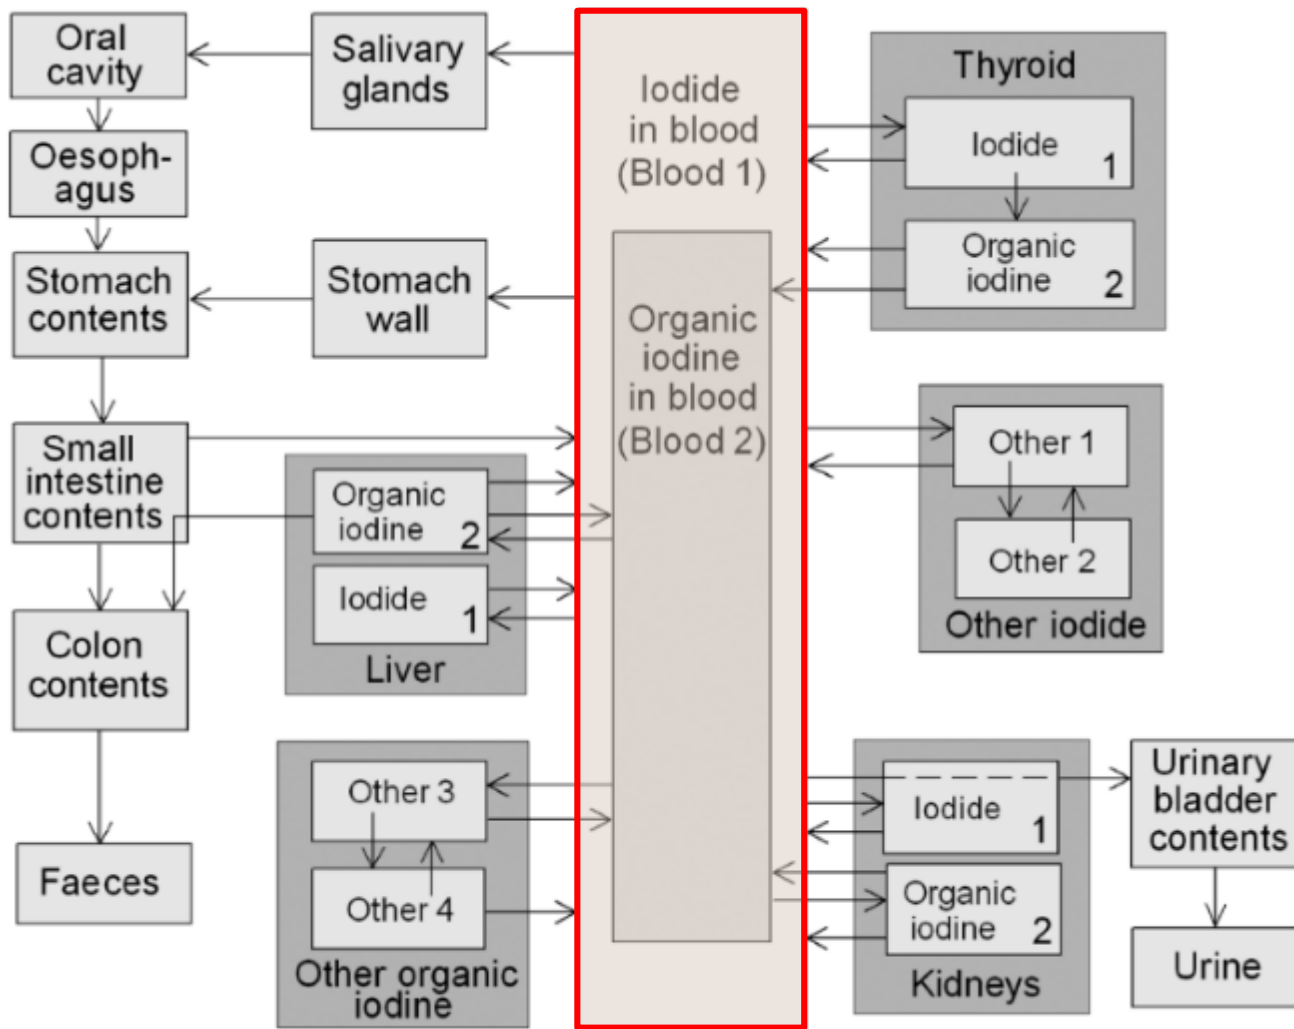 Oral
cavity
Salivary
glands
Oesoph-
agus
Stomach
contents
Stomach
wall
Small
intestine
contents
Organic
iodine 2
Iodide 1
Liver
Colon
contents
Faeces
Other 3
Other 4
Other organic
iodine
Iodide
in blood
(Blood 1)
Organic
iodine
in blood
(Blood 2)
Thyroid
Iodide 1
Organic
iodine 2
Other 1
Other 2
Other iodide
Iodide 1
Organic
iodine 2
Kidneys
Urinary
bladder
contents
Urine